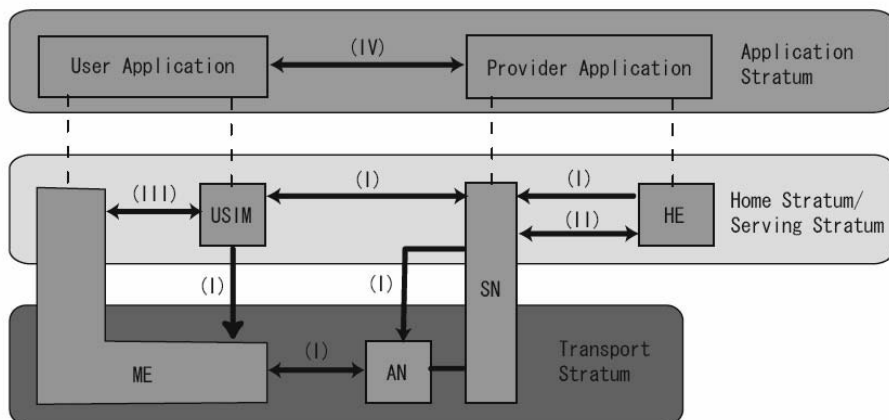 (IV)
User Application
Provider Application
Application
Stratum
(III)
(I)
(I)
USIM
HE
Home Stratum/
Serving Stratum
(II)
(I)
(I)
SN
(I)
ME
AN
Transport
Stratum